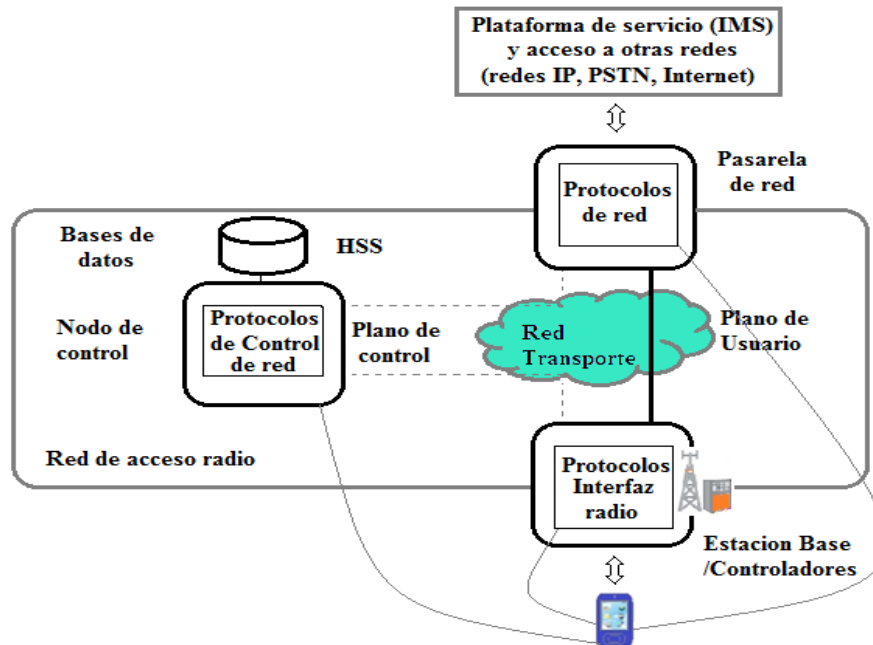 Plataforma de servicio (IMS)
y acceso a otras redes
(redes IP, PSTN, Internet)
Pasarela
de red
Protocolos
de red
Bases de
datos
HSS
Nodo de
control
Protocolos
de Control
de red
Plano de
control
Red
Transporte
Plano de
Usuario
Red de acceso radio
Protocolos
Interfaz
radio
Estacion Base
/Controladores